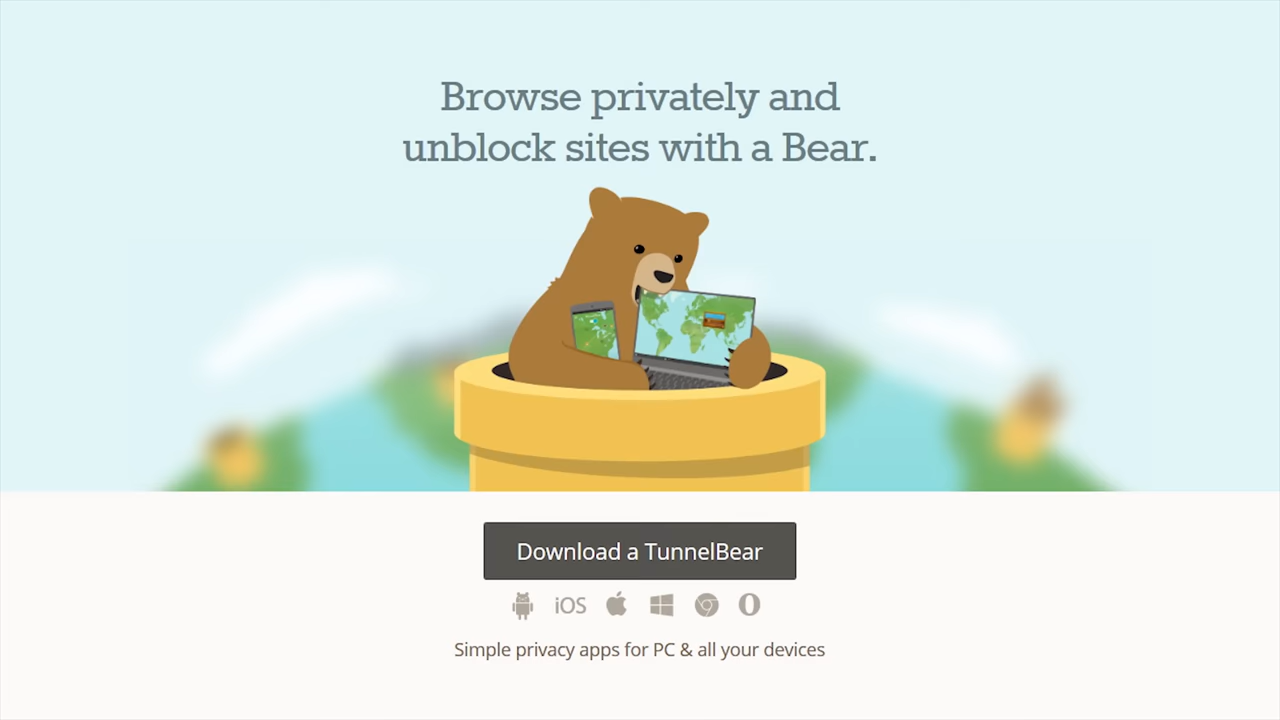 Browse privately and
unblock sites with a Bear.
Download a TunnelBear
iOS
Simple privacy apps for PC & all your devices